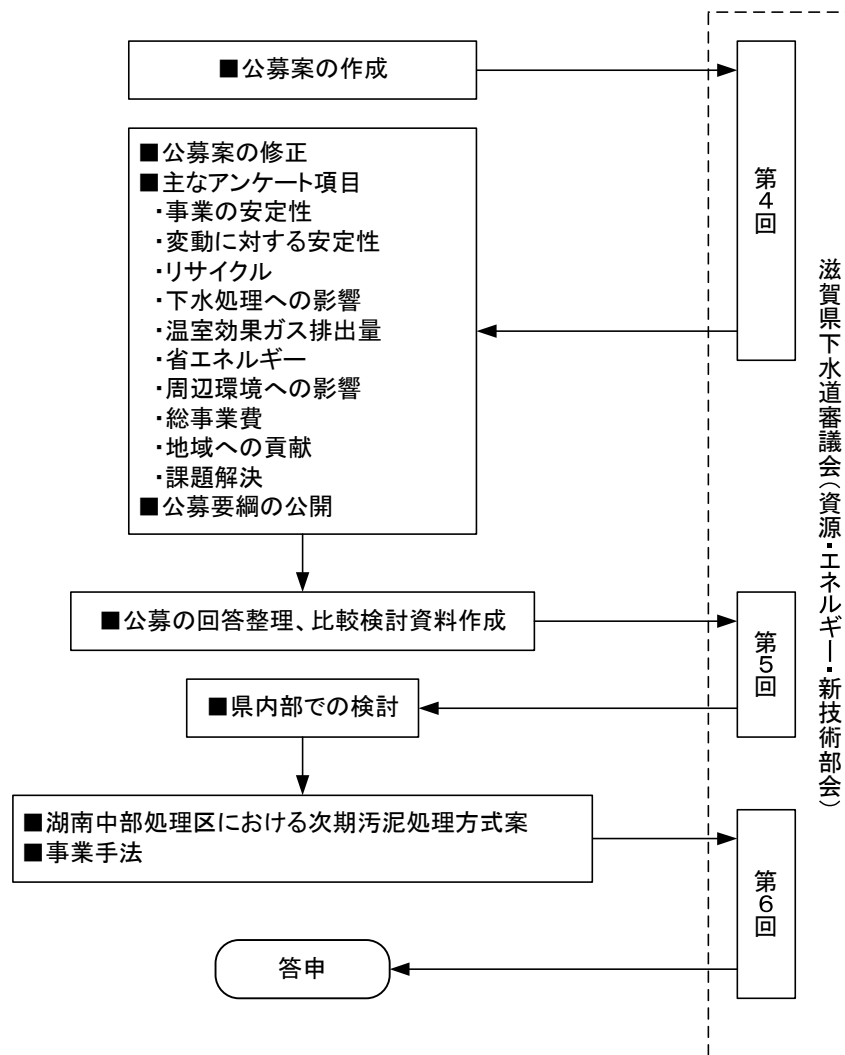 ■公募案の作成
■公募案の修正
■主なアンケート項目
・事業の安定性
・変動に対する安定性
・リサイクル
・下水処理への影響
・温室効果ガス排出量
・省エネルギー
・周辺環境への影響
・総事業費
・地域への貢献
・課題解決
■公募要綱の公開
第4回
■公募の回答整理、比較検討資料作成
■県内部での検討
第5回
■湖南中部処理区における次期汚泥処理方式案
■事業手法
第6回
答申
滋賀県下水道審議会(資源・エネルギー・新技術部会)